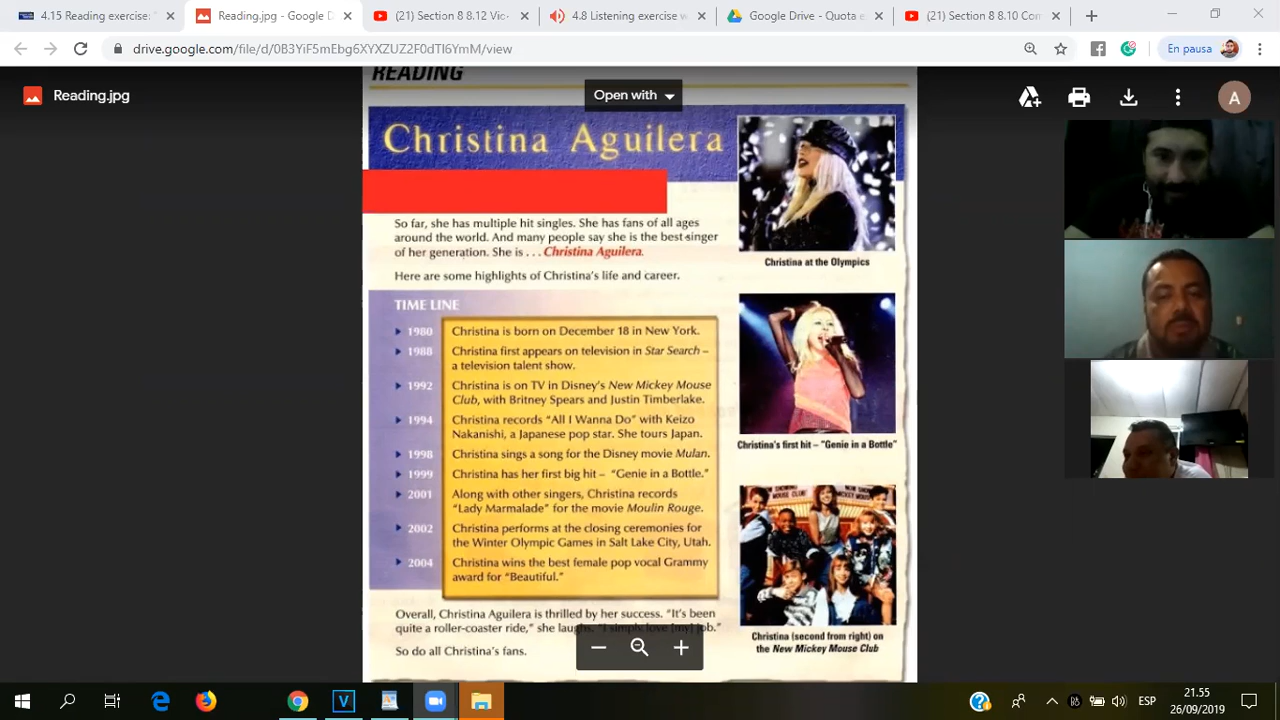 4.15 Reading exercise:
Reading.jpg - Google D
(21) Section 8 8.12 Vic
4.8 Listening exercise w
Google Drive - Quota e
(21) Section 8 8.10 Com
drive.google.com/file/d/0B3YiF5mEbg6XYXZUZ2F0dTl6YmM/view
En pausa
READING
Reading.jpg
Open with
A
Christina Aguilera
So far, she has multiple hit singles. She has fans of all ages
around the world. And many people say she is the best singer
of her generation. She is . . . Christina Aguilera.
Here are some highlights of Christina's life and career.
TIME LINE
1980 Christina is born on December 18 in New York.
1988 Christina first appears on television in Star Search –
a television talent show.
1992 Christina is on TV in Disney's New Mickey Mouse
Club, with Britney Spears and Justin Timberlake.
1994 Christina records "All I Wanna Do" with Keizo
Nakanishi, a Japanese pop star. She tours Japan.
1998 Christina sings a song for the Disney movie Mulan.
1999 Christina has her first big hit – "Genie in a Bottle."
2001 Along with other singers, Christina records
"Lady Marmalade" for the movie Moulin Rouge.
2002 Christina performs at the closing ceremonies for
the Winter Olympic Games in Salt Lake City, Utah.
2004 Christina wins the best female pop vocal Grammy
award for "Beautiful."
Overall, Christina Aguilera is thrilled by her success. "It's been
quite a roller-coaster ride," she laughs. "I simply love [my] job."
So do all Christina's fans.
Christina at the Olympics
Christina's first hit – "Genie in a Bottle"
Christina (second from right) on
the New Mickey Mouse Club
ESP
21.55
26/09/2019